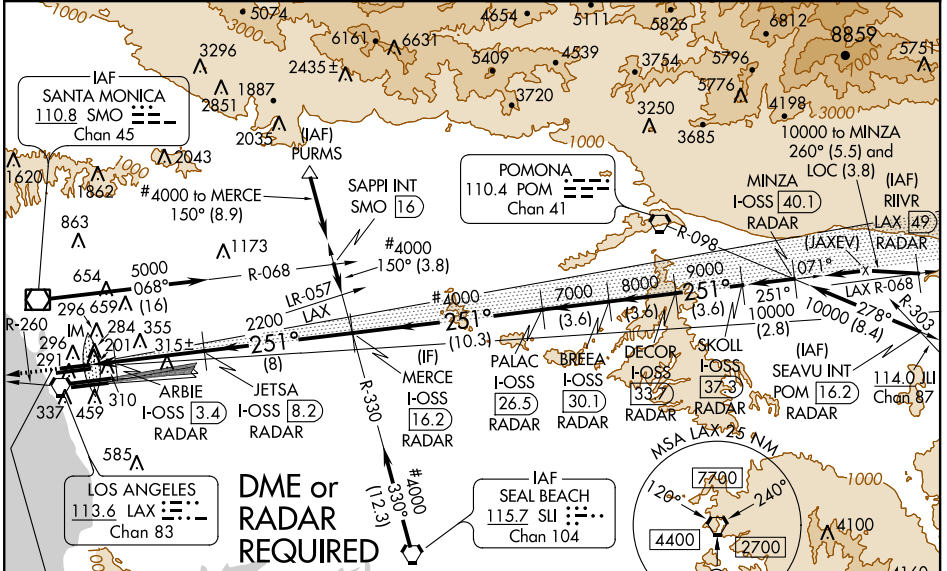 5074
4654
5111
5826
6812
3296
6161
6631
8859
2435±
5409
4539
3754
5796
5751
1000
IAF
SANTA MONICA
110.8 SMO
Chan 45
2851
1887
2035
3720
5776
3250
3685
4198
3000
1000
(IAF)
PURMS
1620
1000
2043
1862
#4000 to MERCE
150° (8.9)
SAPPI INT
SMO 16
POMONA
110.4 POM
Chan 41
10000 to MINZA
260° (5.5) and
LOC (3.8)
MINZA
I-OSS 40.1
RADAR
(IAF)
RIIVR
LAX 49
RADAR
(JAXEV)
863
1173
#4000
150° (3.8)
R-098
654
5000
068°
(16)
R-068
296
659
LR-057
LAX
2200
#4000
7000
8000
9000
071°
LAX R-068
R-303
R-260
IM
284
355
296
201
291
315±
251°
(8)
251°
(10.3)
(3.6)
(3.6)
251°
(3.6)
251°
10000
(2.8)
10000
278°
(8.4)
337
459
310
ARBIE
I-OSS 3.4
RADAR
JETSA
I-OSS 8.2
RADAR
(IF)
MERCE
I-OSS
16.2
RADAR
PALAC
I-OSS
26.5
RADAR
BREEA
I-OSS
30.1
RADAR
DECOR
I-OSS
33.7
RADAR
SKOLL
I-OSS
37.3
RADAR
(IAF)
SEAVU INT
POM 16.2
RADAR
114.0 JLI
Chan 87
R-330
585
LOS ANGELES
113.6 LAX
Chan 83
DME or
RADAR
REQUIRED
#4000
330°
(12.3)
IAF
SEAL BEACH
115.7 SLI
Chan 104
MSA LAX 25 NM
7700
120°
240°
4400
2700
1000
4100